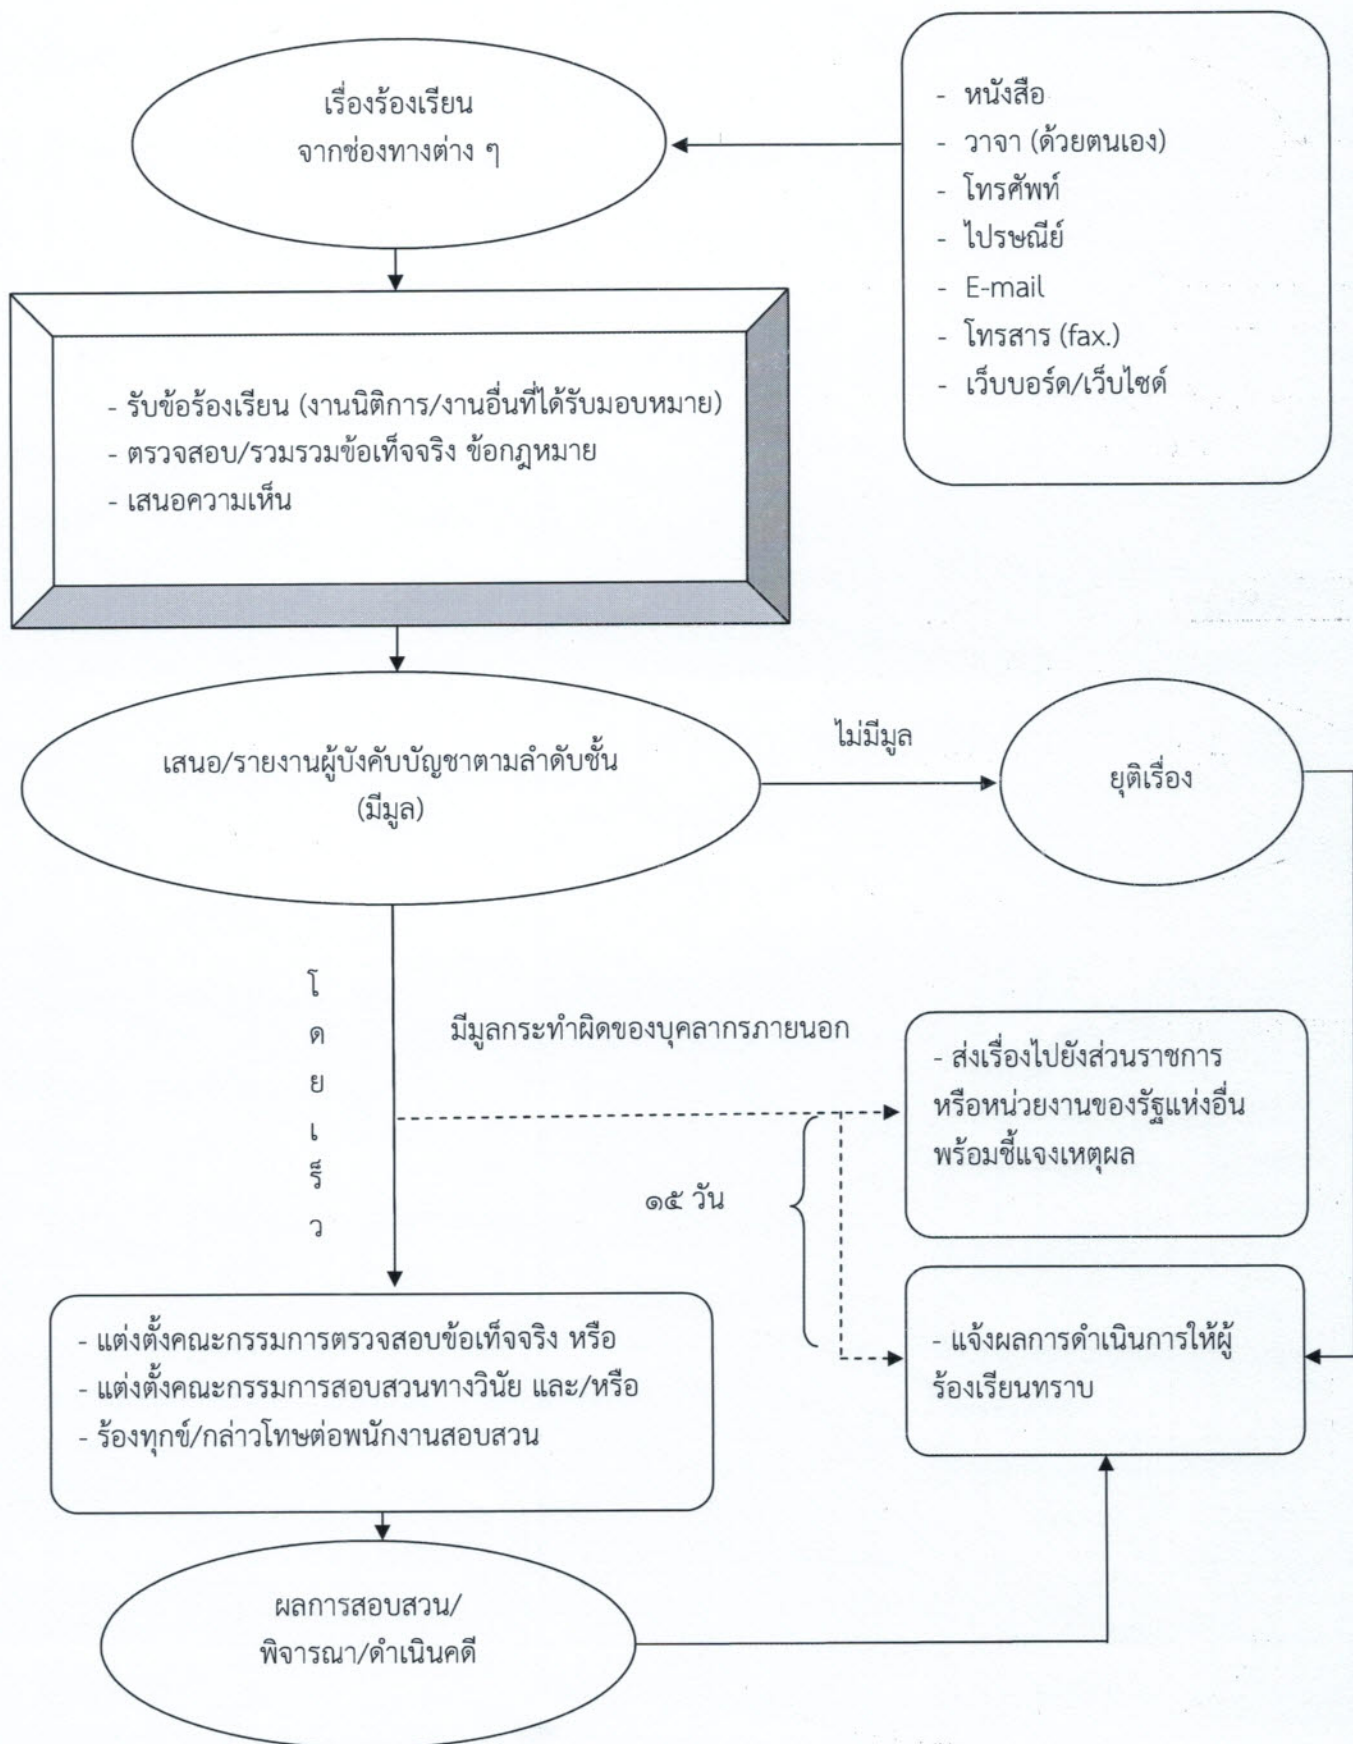 เรื่องร้องเรียน
จากช่องทางต่าง ๆ
- หนังสือ
- วาจา (ด้วยตนเอง)
- โทรศัพท์
- ไปรษณีย์
- E-mail
- โทรสาร (fax.)
- เว็บบอร์ด/เว็บไซด์
- รับข้อร้องเรียน (งานนิติการ/งานอื่นที่ได้รับมอบหมาย)
- ตรวจสอบ/รวมรวมข้อเท็จจริง ข้อกฎหมาย
- เสนอความเห็น
เสนอ/รายงานผู้บังคับบัญชาตามลำดับชั้น
(มีมูล)
ไม่มีมูล
ยุติเรื่อง
โ
ด
ย
เ
ร็
ว
มีมูลกระทำผิดของบุคลากรภายนอก
- ส่งเรื่องไปยังส่วนราชการ
หรือหน่วยงานของรัฐแห่งอื่น
พร้อมชี้แจงเหตุผล
๑๕ วัน
- แจ้งผลการดำเนินการให้ผู้
ร้องเรียนทราบ
- แต่งตั้งคณะกรรมการตรวจสอบข้อเท็จจริง หรือ
- แต่งตั้งคณะกรรมการสอบสวนทางวินัย และ/หรือ
- ร้องทุกข์/กล่าวโทษต่อพนักงานสอบสวน
ผลการสอบสวน/
พิจารณา/ดำเนินคดี